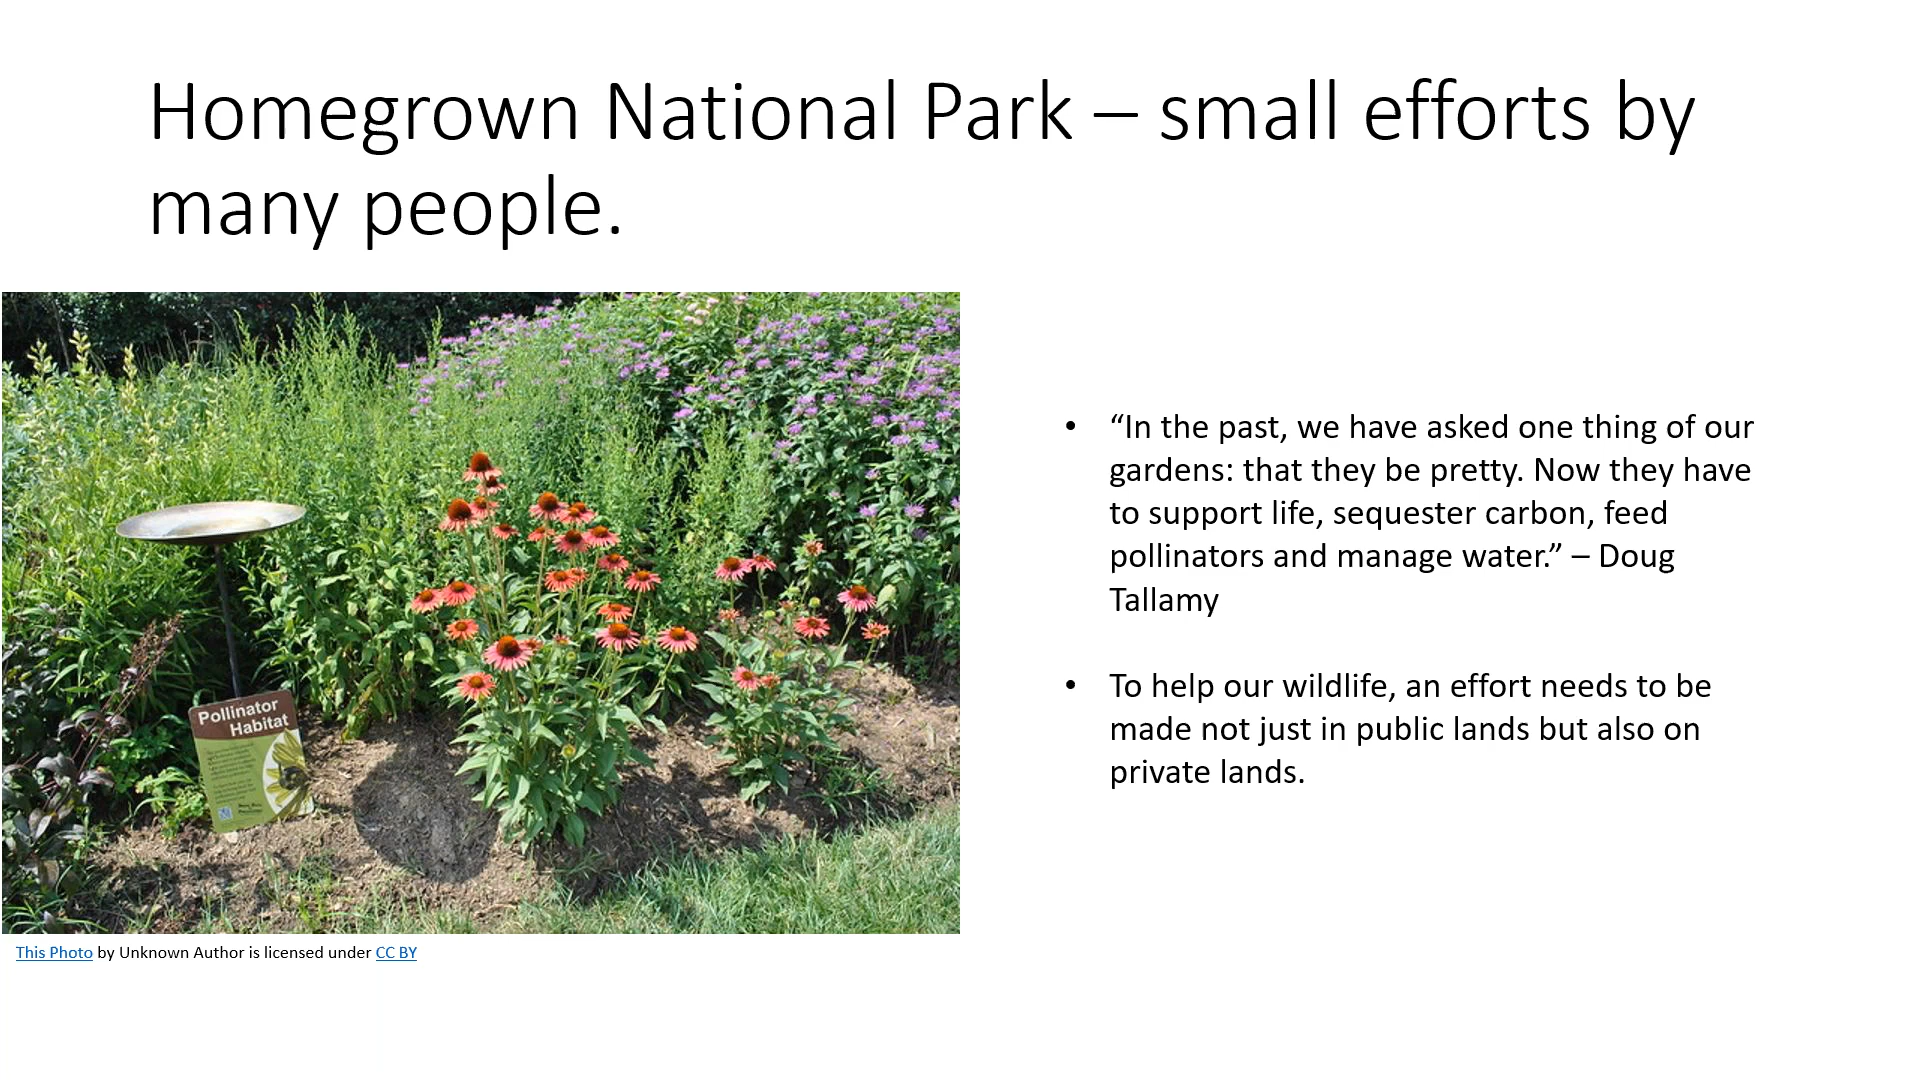 Homegrown National Park – small efforts by
many people.
Pollinator
Habitat
This Photo by Unknown Author is licensed under CC BY
• “In the past, we have asked one thing of our
gardens: that they be pretty. Now they have
to support life, sequester carbon, feed
pollinators and manage water.” – Doug
Tallamy
• To help our wildlife, an effort needs to be
made not just in public lands but also on
private lands.